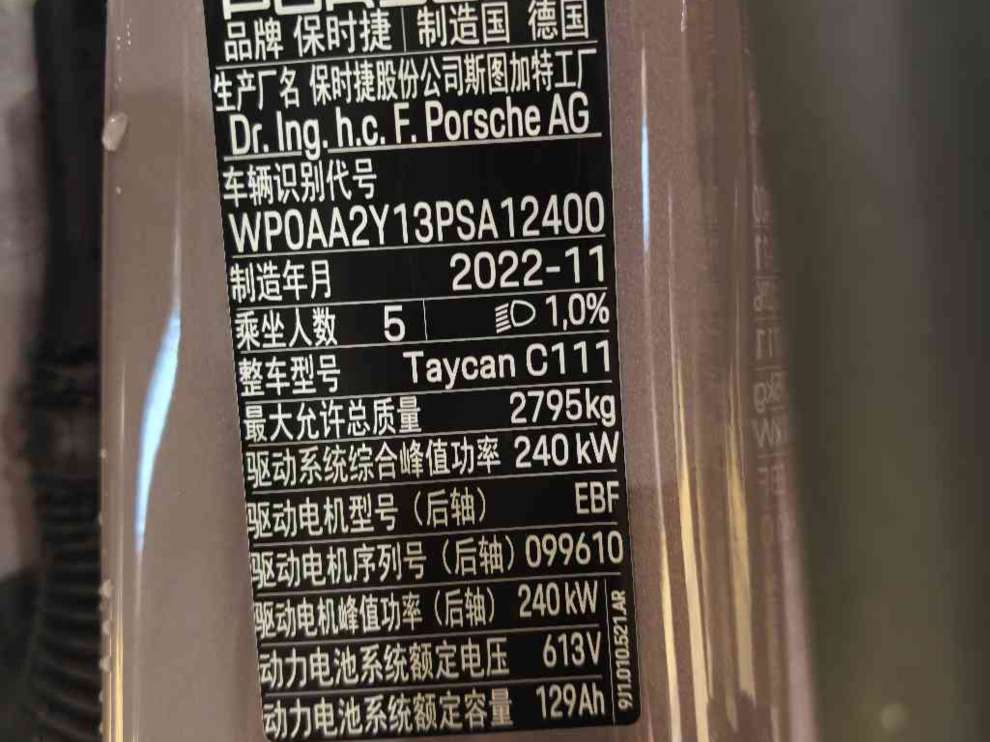 品牌 保时捷 制造国 德国
生产厂名 保时捷股份公司斯图加特工厂
Dr. Ing. h.c. F. Porsche AG
车辆识别代号
WP0AA2Y13PSA12400
制造年月 2022-11
乘坐人数 5 1,0%
整车型号 Taycan C111
最大允许总质量 2795kg
驱动系统综合峰值功率 240 kW
驱动电机型号（后轴） EBF
驱动电机序列号（后轴）099610
驱动电机峰值功率（后轴） 240 kW
动力电池系统额定电压 613V
动力电池系统额定容量 129Ah
9J1.010.521.AR